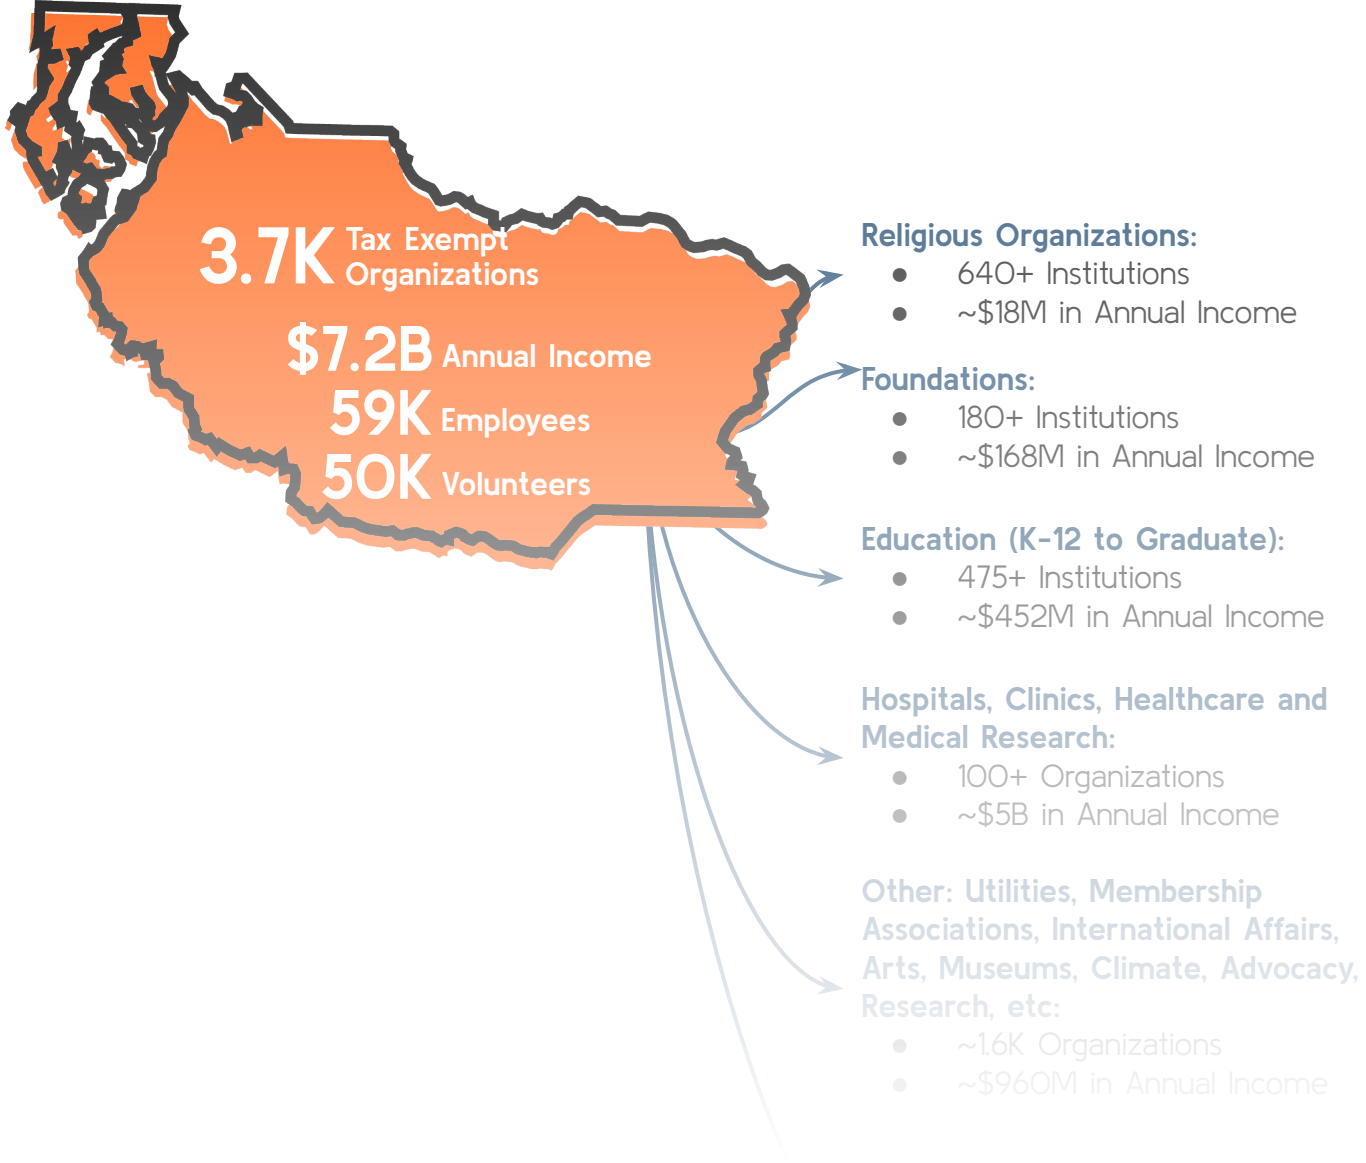 3.7K Tax Exempt
Organizations
$7.2B Annual Income
59K Employees
50K Volunteers
Religious Organizations:
● 640+ Institutions
● ~$18M in Annual Income
Foundations:
● 180+ Institutions
● ~$168M in Annual Income
Education (K-12 to Graduate):
● 475+ Institutions
● ~$452M in Annual Income
Hospitals, Clinics, Healthcare and
Medical Research:
● 100+ Organizations
● ~$5B in Annual Income
Other: Utilities, Membership
Associations, International Affairs,
Arts, Museums, Climate, Advocacy,
Research, etc:
● ~1.6K Organizations
● ~$960M in Annual Income